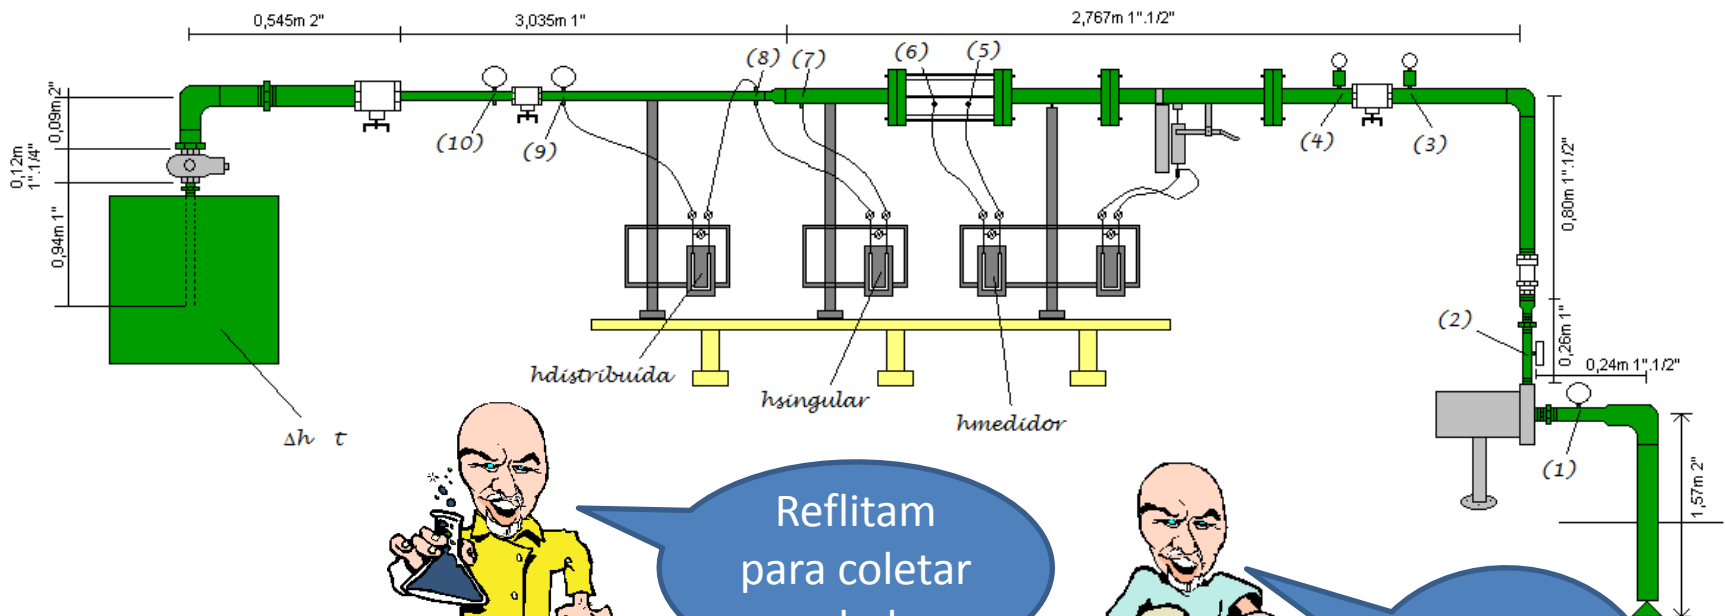 0,545m 2"
3,035m 1"
2,767m 1".1/2"
(8)
(7)
(6)
(5)
0,09m 2"
(10)
(9)
(4)
(3)
0,12m
1".1/4"
0,94m 1"
0,80m 1".1/2"
(2)
0,26m 1"
0,24m 1".1/2"
hdistribuída
hsingular
hmedidor
Δh t
(1)
1,57m 2"
Reflitam
para coletar